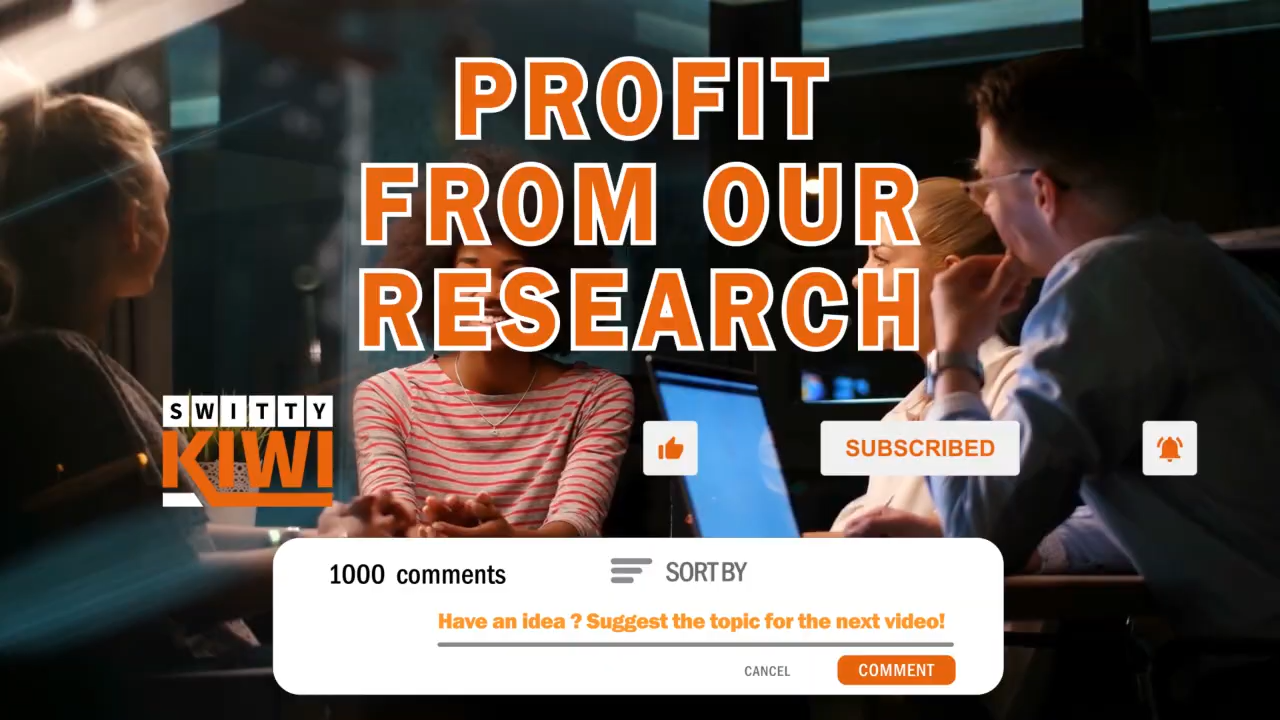 PROFIT
FROM OUR
RESEARCH
SWITTY
KIWI
SUBSCRIBED
1000 comments
SORT BY
Have an idea ? Suggest the topic for the next video!
CANCEL
COMMENT